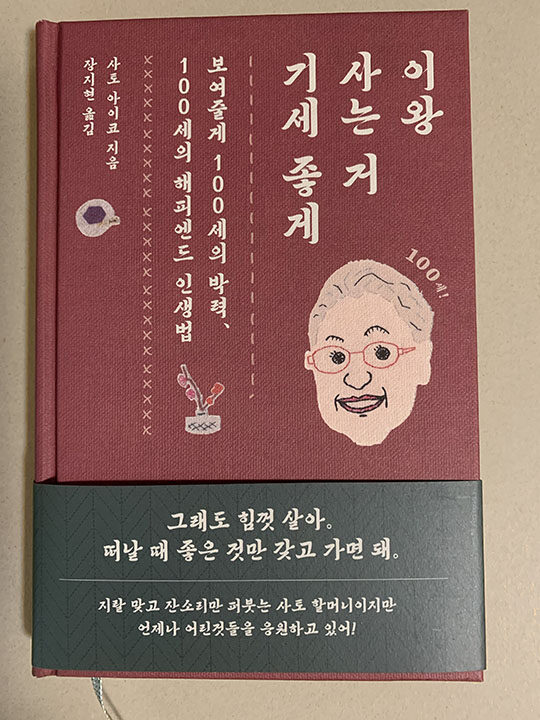 이왕
사는 거
기세 좋게
100세!
보여줄게 100세의 박력,
100세의 해피엔드 인생법
사토 아이코 지음
장지현 옮김
그래도 힘껏 살아。
떠날 때 좋은 것만 갖고 가면 돼。
지랄 맞고 잔소리만 퍼붓는 사토 할머니이지만
언제나 어린것들을 응원하고 있어!